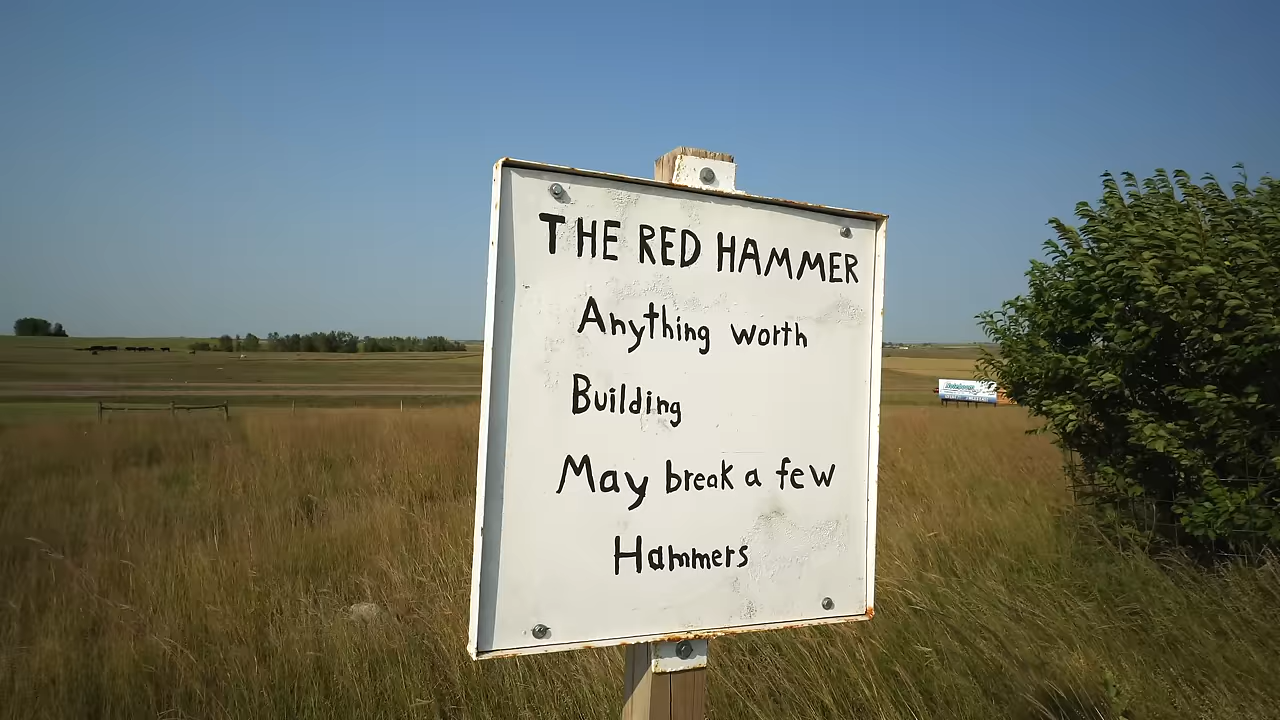 THE RED HAMMER
Anything worth
Building
May break a few
Hammers